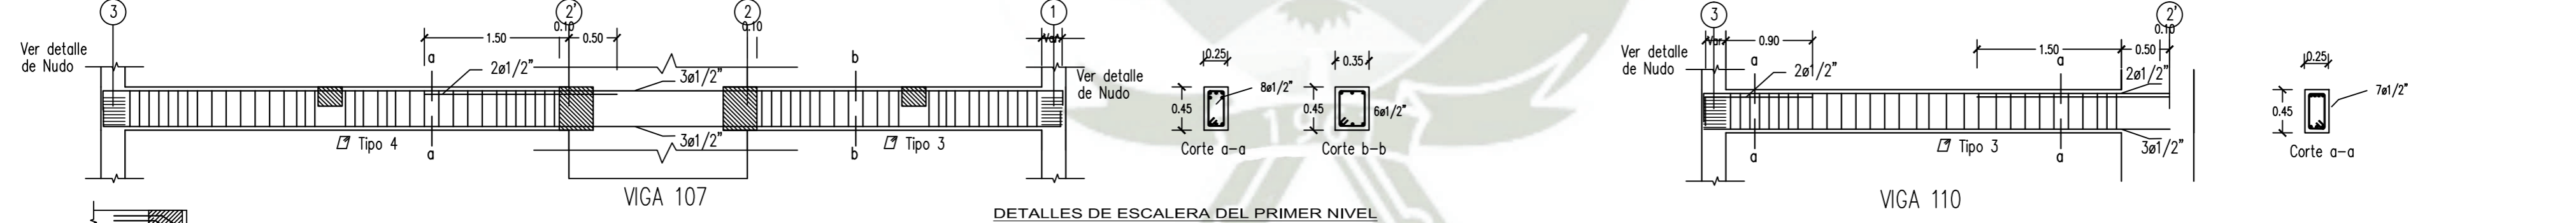 3
2'
2
1
0.10
0.10
1.50
0.50
Var
Ver detalle
de Nudo
a
b
2ø1/2"
3ø1/2"
Ver detalle
de Nudo
3ø1/2"
Tipo 4
Tipo 3
a
b
VIGA 107
0.25
8ø1/2"
0.45
Corte a-a
0.35
6ø1/2"
0.45
Corte b-b
19
DETALLES DE ESCALERA DEL PRIMER NIVEL
3
2'
0.10
Var
0.90
1.50
0.50
Ver detalle
de Nudo
a
a
2ø1/2"
2ø1/2"
3ø1/2"
Tipo 3
a
a
VIGA 110
0.25
7ø1/2"
0.45
Corte a-a